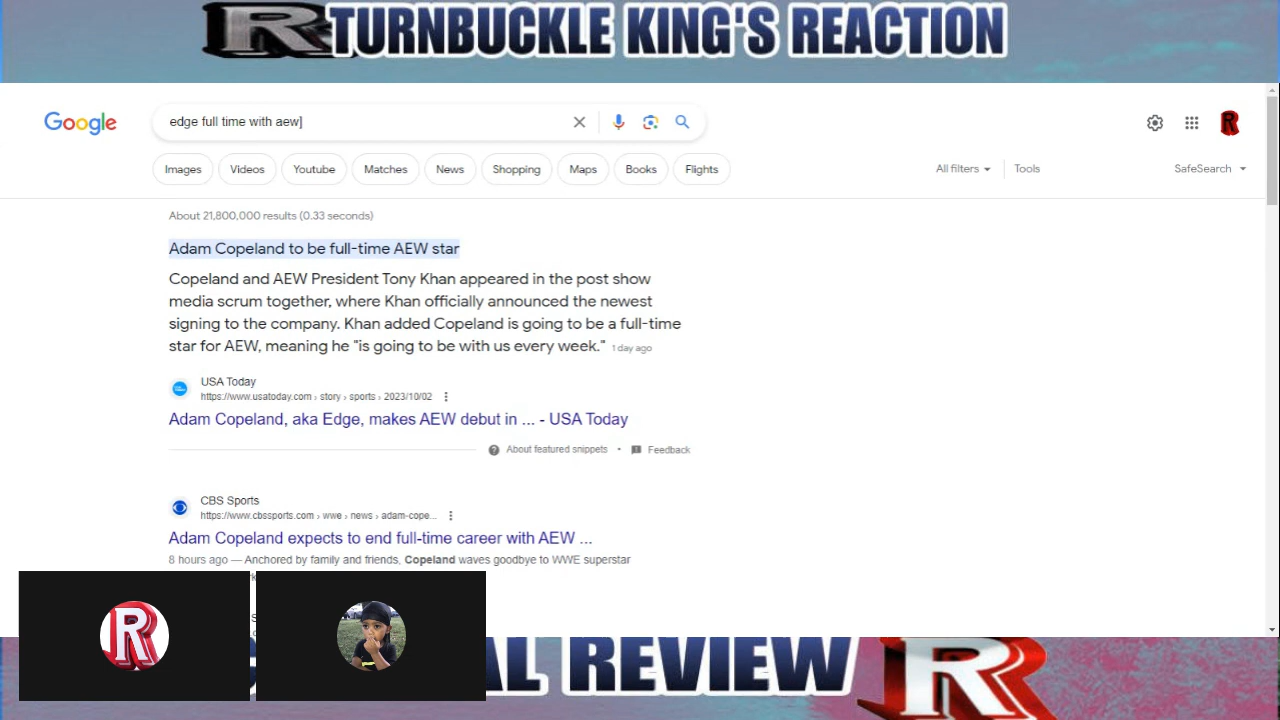 R TURNBUCKLE KING'S REACTION
Google
edge full time with aew]
Images
Videos
Youtube
Matches
News
Shopping
Maps
Books
Flights
All filters
Tools
SafeSearch
About 21,800,000 results (0.33 seconds)
Adam Copeland to be full-time AEW star
Copeland and AEW President Tony Khan appeared in the post show
media scrum together, where Khan officially announced the newest
signing to the company. Khan added Copeland is going to be a full-time
star for AEW, meaning he "is going to be with us every week." 1 day ago
USA Today
https://www.usatoday.com › story › sports › 2023/10/02
Adam Copeland, aka Edge, makes AEW debut in ... - USA Today
About featured snippets • Feedback
CBS Sports
https://www.cbssports.com › wwe › news › adam-cope...
Adam Copeland expects to end full-time career with AEW ...
8 hours ago — Anchored by family and friends, Copeland waves goodbye to WWE superstar
R
AL REVIEW R